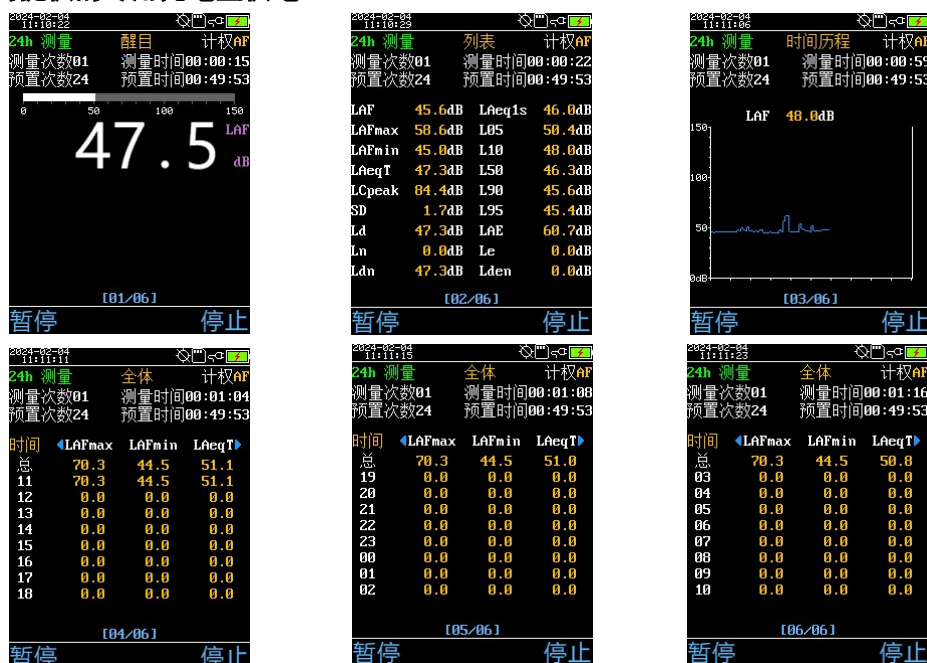 2024-02-04
11:10:22
24h 测量 醒目 计权AF
测量次数01 测量时间00:00:15
预置次数24 预置时间00:49:53
0 50 100 150
47.5 LAF
dB
[01/06]
暂停 停止
2024-02-04
11:10:29
24h 测量 列表 计权AF
测量次数01 测量时间00:00:22
预置次数24 预置时间00:49:53
LAF 45.6dB LAeq1s 46.0dB
LAFmax 58.6dB L05 50.4dB
LAFmin 45.0dB L10 48.0dB
LAeqT 47.3dB L50 46.3dB
LCpeak 84.4dB L90 45.6dB
SD 1.7dB L95 45.4dB
Ld 47.3dB LAE 60.7dB
Ln 0.0dB Le 0.0dB
Ldn 47.3dB Lden 0.0dB
[02/06]
暂停 停止
2024-02-04
11:11:06
24h 测量 时间历程 计权AF
测量次数01 测量时间00:00:59
预置次数24 预置时间00:49:53
LAF 48.0dB
150
100
50
0dB
[03/06]
暂停 停止
2024-02-04
11:11:11
24h 测量 全体 计权AF
测量次数01 测量时间00:01:04
预置次数24 预置时间00:49:53
时间 LAFmax LAFmin LAeqT
总 70.3 44.5 51.1
11 70.3 44.5 51.1
12 0.0 0.0 0.0
13 0.0 0.0 0.0
14 0.0 0.0 0.0
15 0.0 0.0 0.0
16 0.0 0.0 0.0
17 0.0 0.0 0.0
18 0.0 0.0 0.0
[04/06]
暂停 停止
2024-02-04
11:11:15
24h 测量 全体 计权AF
测量次数01 测量时间00:01:08
预置次数24 预置时间00:49:53
时间 LAFmax LAFmin LAeqT
总 70.3 44.5 51.0
19 0.0 0.0 0.0
20 0.0 0.0 0.0
21 0.0 0.0 0.0
22 0.0 0.0 0.0
23 0.0 0.0 0.0
00 0.0 0.0 0.0
01 0.0 0.0 0.0
02 0.0 0.0 0.0
[05/06]
暂停 停止
2024-02-04
11:11:23
24h 测量 全体 计权AF
测量次数01 测量时间00:01:16
预置次数24 预置时间00:49:53
时间 LAFmax LAFmin LAeqT
总 70.3 44.5 50.8
03 0.0 0.0 0.0
04 0.0 0.0 0.0
05 0.0 0.0 0.0
06 0.0 0.0 0.0
07 0.0 0.0 0.0
08 0.0 0.0 0.0
09 0.0 0.0 0.0
10 0.0 0.0 0.0
[06/06]
暂停 停止